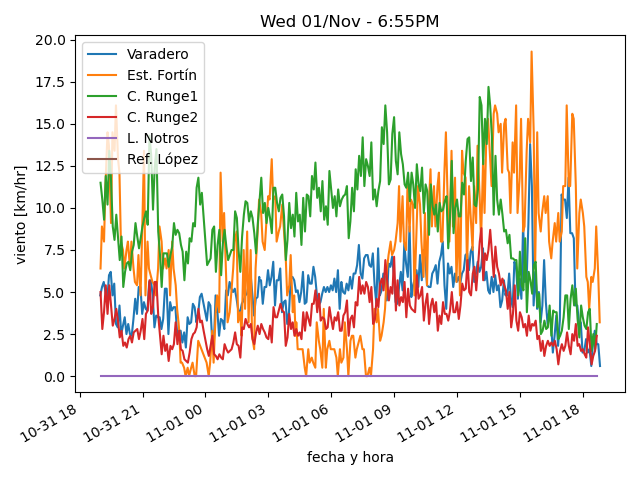 Wed 01/Nov - 6:55PM
20.0
17.5
15.0
12.5
10.0
7.5
5.0
2.5
0.0
viento [km/hr]
Varadero
Est. Fortín
C. Runge1
C. Runge2
L. Notros
Ref. López
10-31 18
10-31 21
11-01 00
11-01 03
11-01 06
11-01 09
11-01 12
11-01 15
11-01 18
fecha y hora